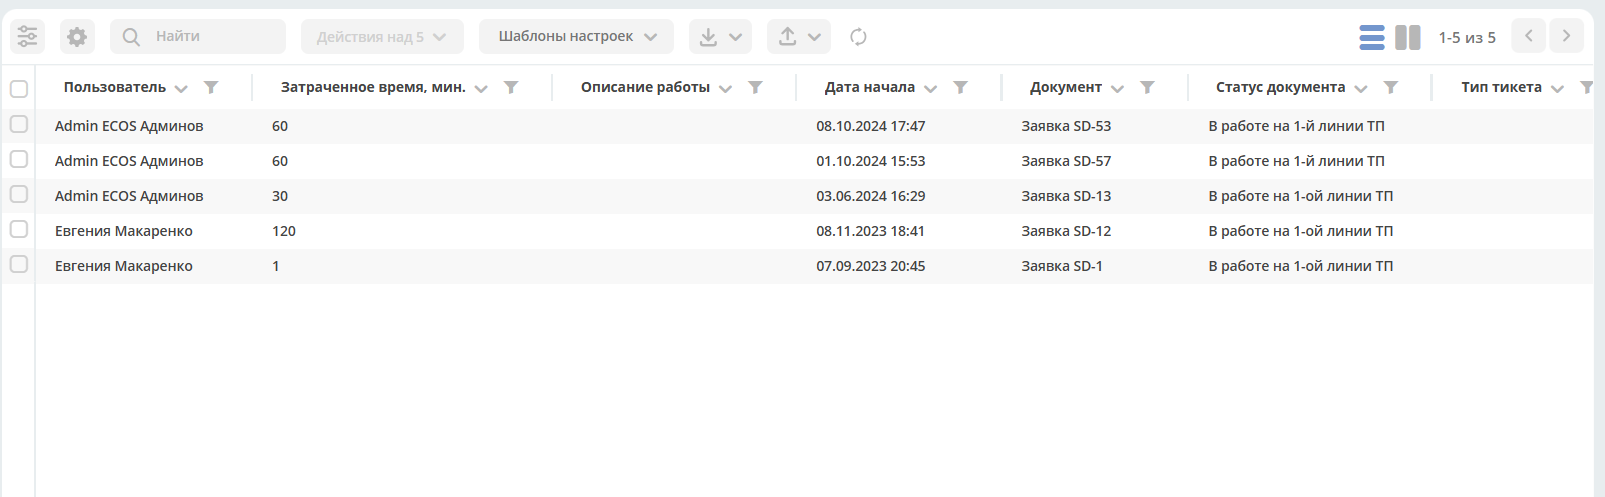 Найти Действия над 5 Шаблоны настроек 1-5 из 5
Пользователь Затраченное время, мин. Описание работы Дата начала Документ Статус документа Тип тикета
Admin ECOS Админов 60 08.10.2024 17:47 Заявка SD-53 В работе на 1-й линии ТП
Admin ECOS Админов 60 01.10.2024 15:53 Заявка SD-57 В работе на 1-й линии ТП
Admin ECOS Админов 30 03.06.2024 16:29 Заявка SD-13 В работе на 1-ой линии ТП
Евгения Макаренко 120 08.11.2023 18:41 Заявка SD-12 В работе на 1-ой линии ТП
Евгения Макаренко 1 07.09.2023 20:45 Заявка SD-1 В работе на 1-ой линии ТП